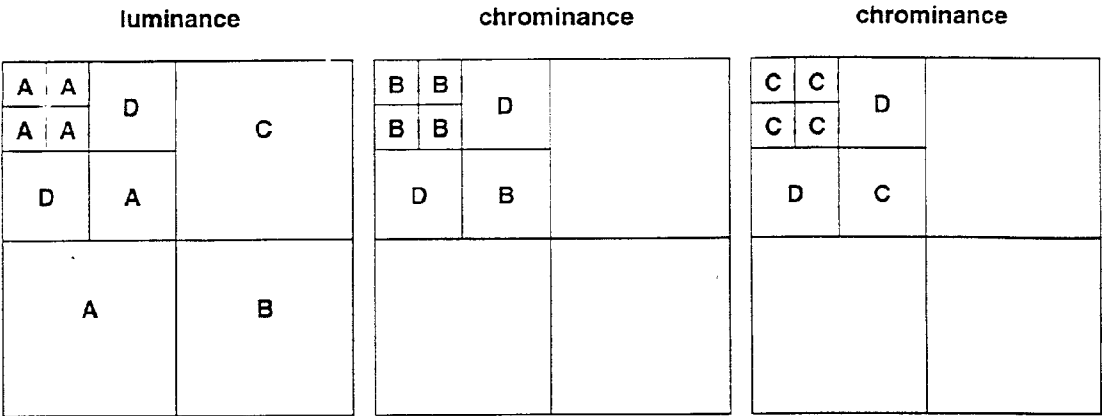 luminance chrominance chrominance
A A D C B B D C C D
A A B B C C
D A D B D C
A B